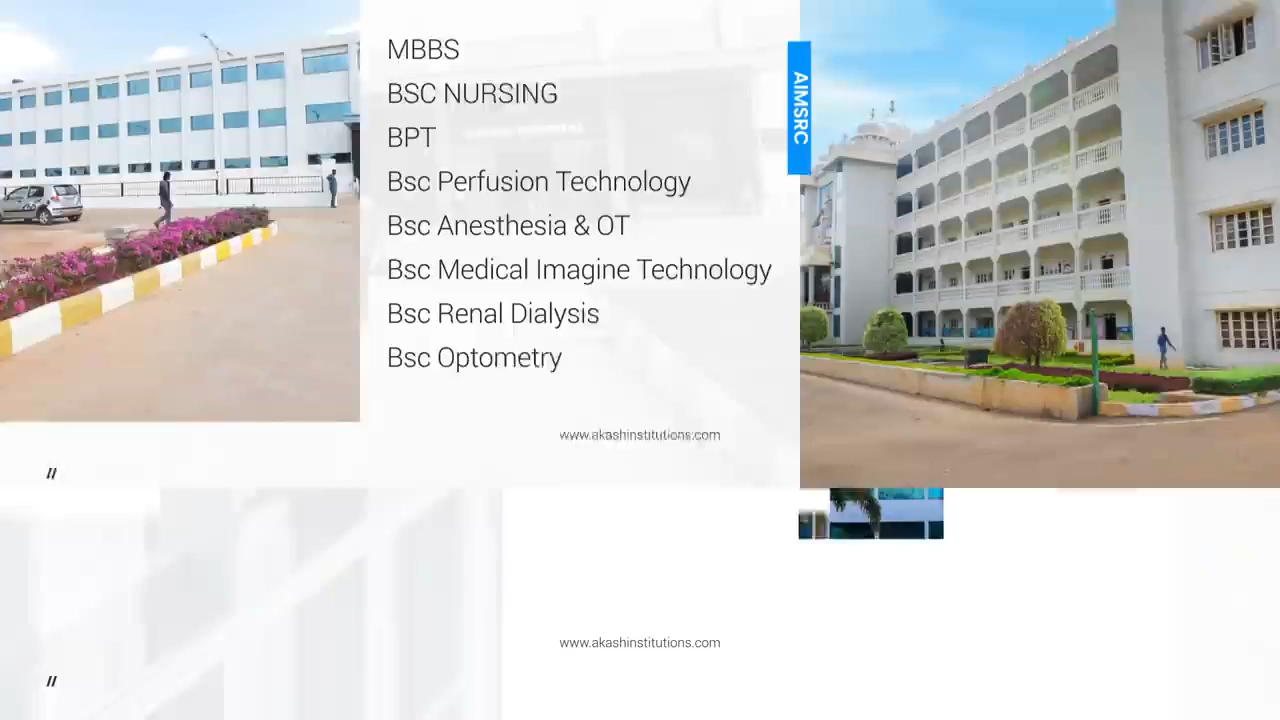 MBBS
BSC NURSING
BPT
Bsc Perfusion Technology
Bsc Anesthesia & OT
Bsc Medical Imagine Technology
Bsc Renal Dialysis
Bsc Optometry
AIMSRC
www.akashinstitutions.com
"
www.akashinstitutions.com
"